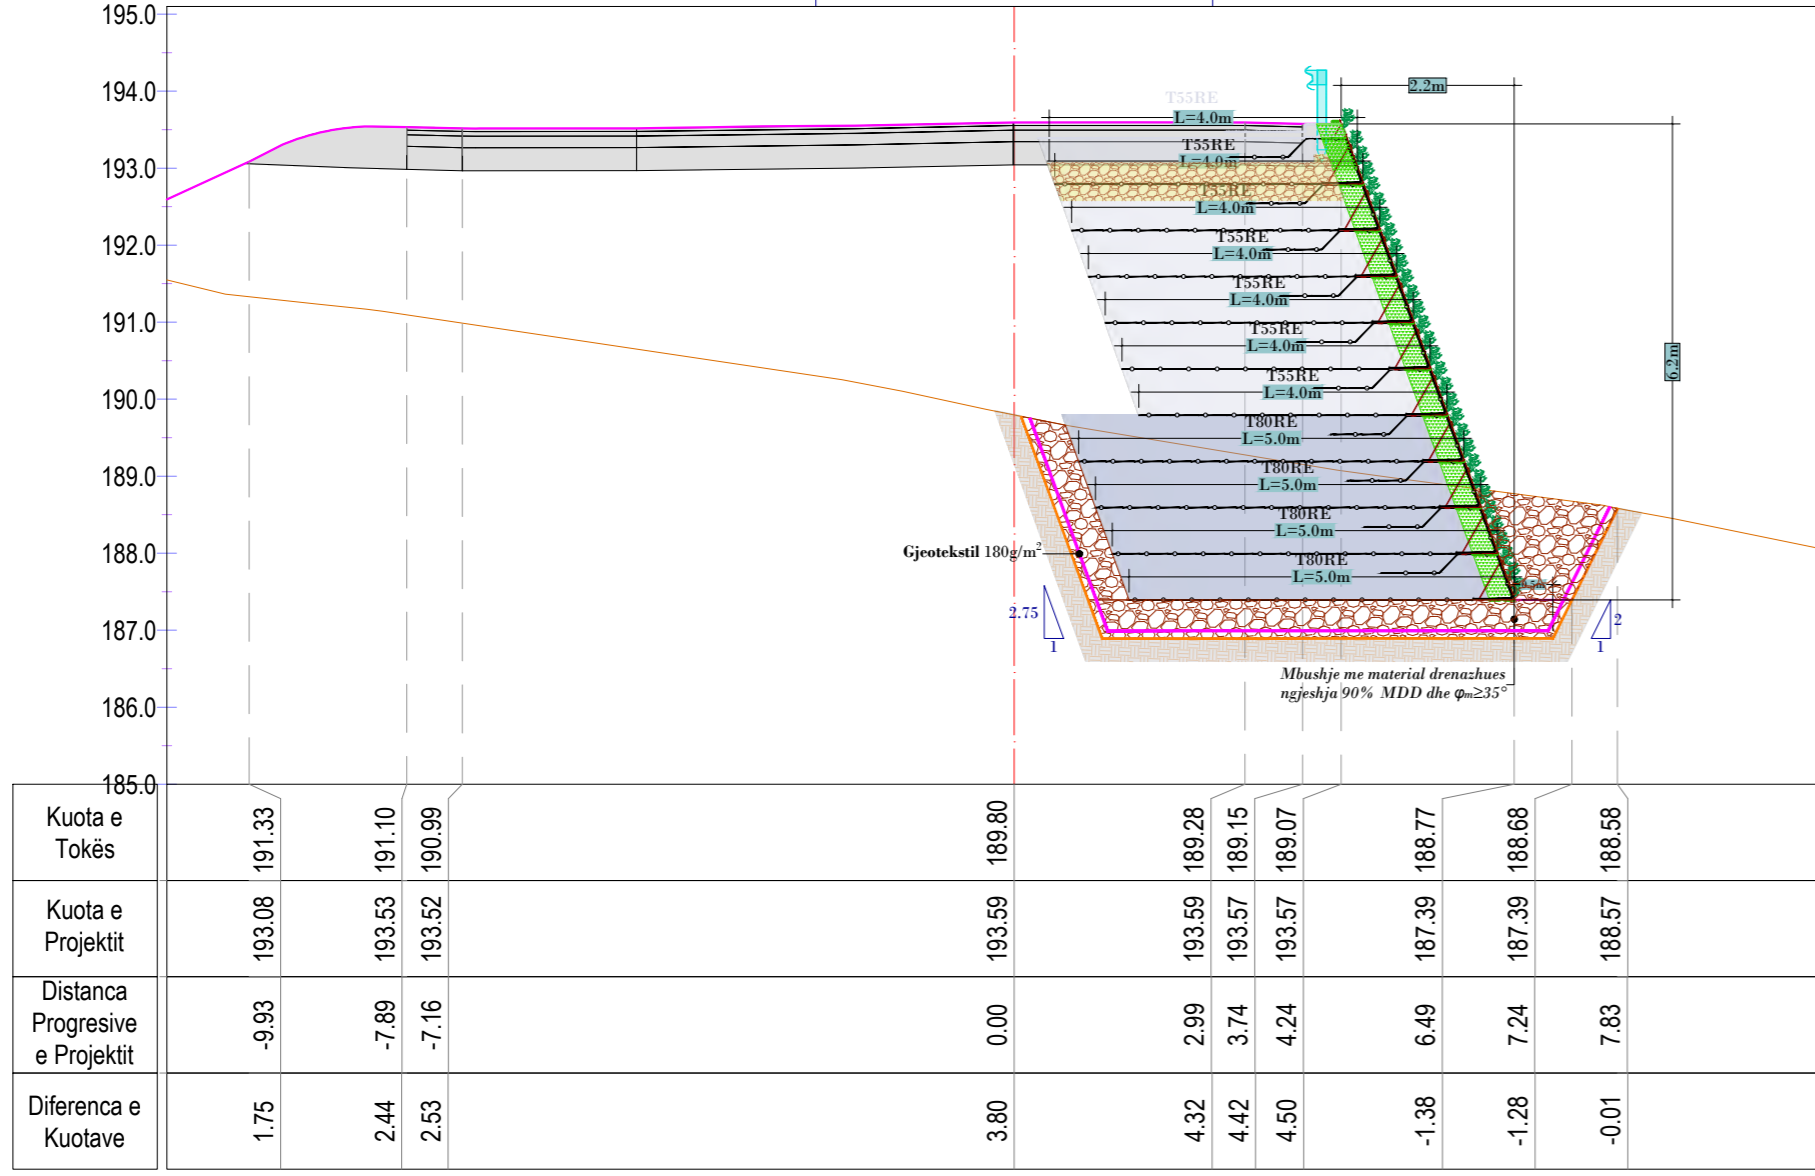 195.0
194.0
193.0
192.0
191.0
190.0
189.0
188.0
187.0
186.0
185.0
2.2m
T55RE
L=4.0m
T55RE
L=4.0m
T55RE
L=4.0m
T55RE
L=4.0m
T55RE
L=4.0m
T55RE
L=4.0m
T55RE
L=4.0m
6.2m
T80RE
L=5.0m
T80RE
L=5.0m
T80RE
L=5.0m
T80RE
L=5.0m
Gjeotekstil 180g/m²
0.5m
2.75
1
2
1
Mbushje me material drenazhues
ngjeshja 90% MDD dhe φm≥35°
Kuota e
Tokës
191.33 191.10 190.99 189.80 189.28 189.15 189.07 188.77 188.68 188.58
Kuota e
Projektit
193.08 193.53 193.52 193.59 193.59 193.57 193.57 187.39 187.39 188.57
Distanca
Progresive
e Projektit
-9.93 -7.89 -7.16 0.00 2.99 3.74 4.24 6.49 7.24 7.83
Diferenca e
Kuotave
1.75 2.44 2.53 3.80 4.32 4.42 4.50 -1.38 -1.28 -0.01